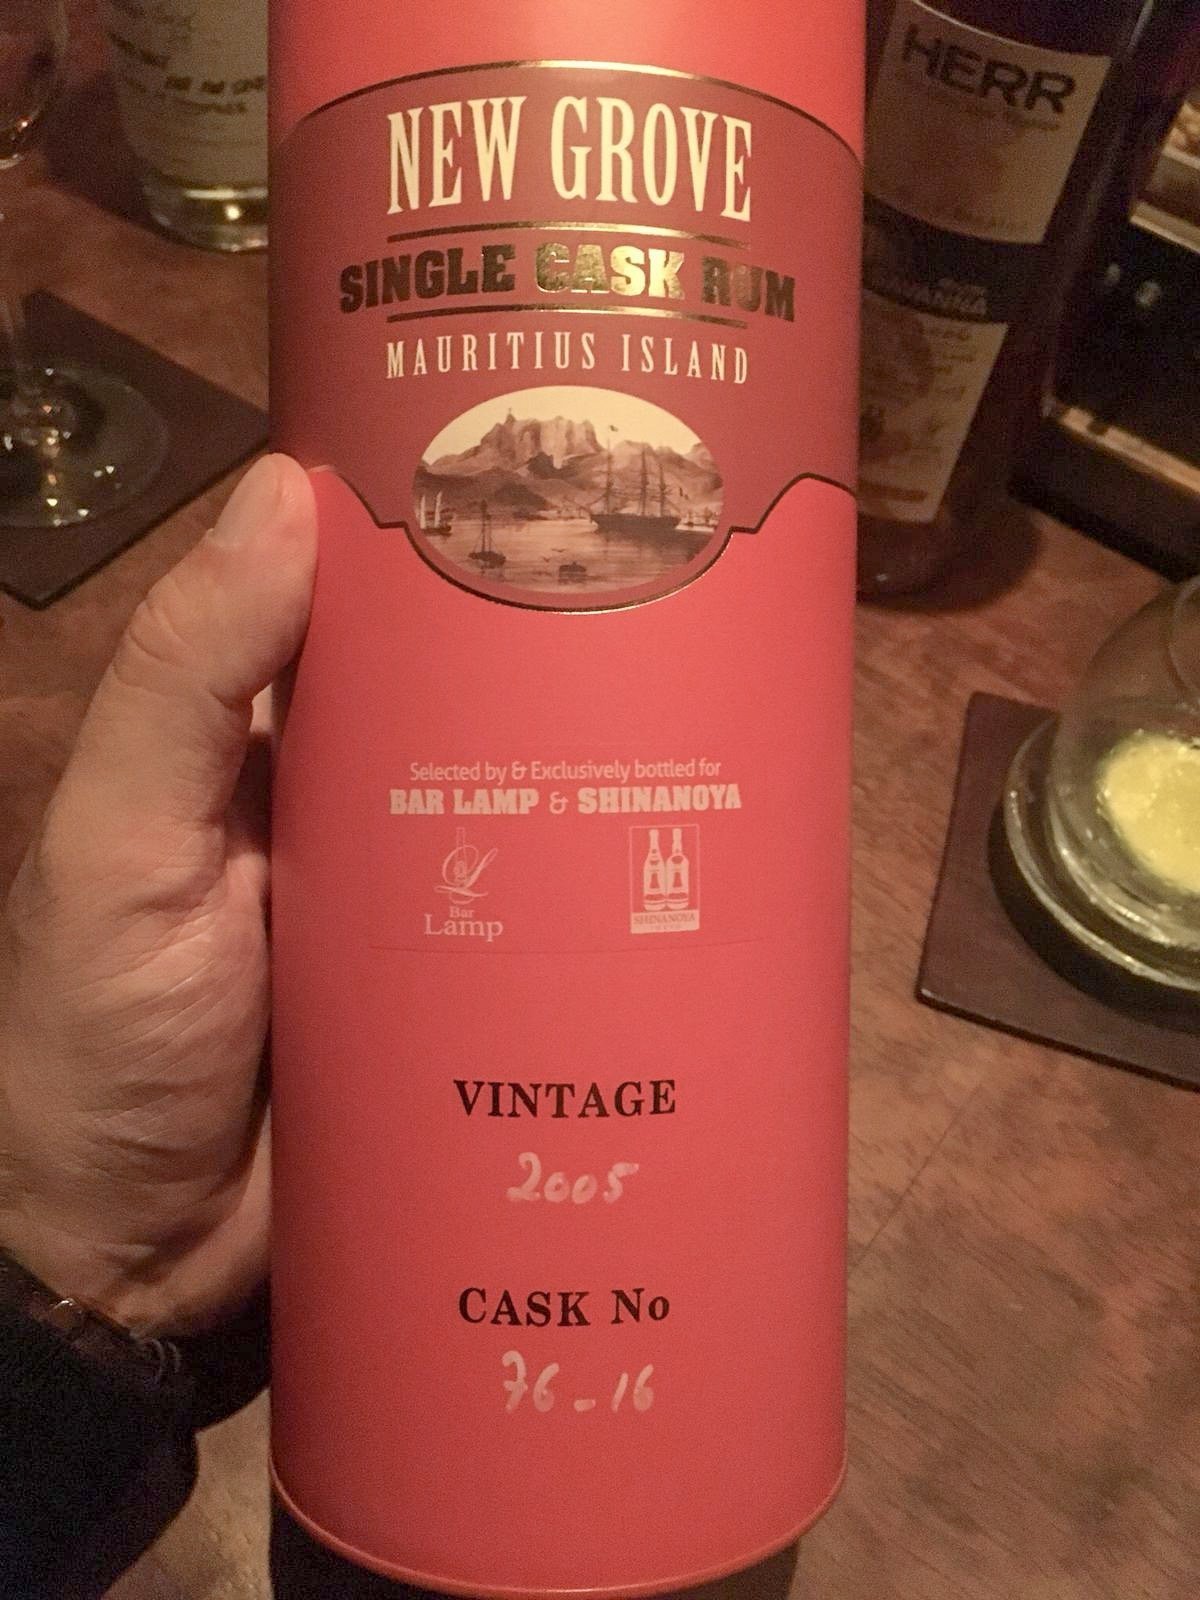 NEW GROVE
SINGLE CASK RUM
MAURITIUS ISLAND
Selected by & Exclusively bottled for
BAR LAMP & SHINANOYA
Bar
Lamp
SHINANOYA
VINTAGE
2005
CASK No
76-16
HERR